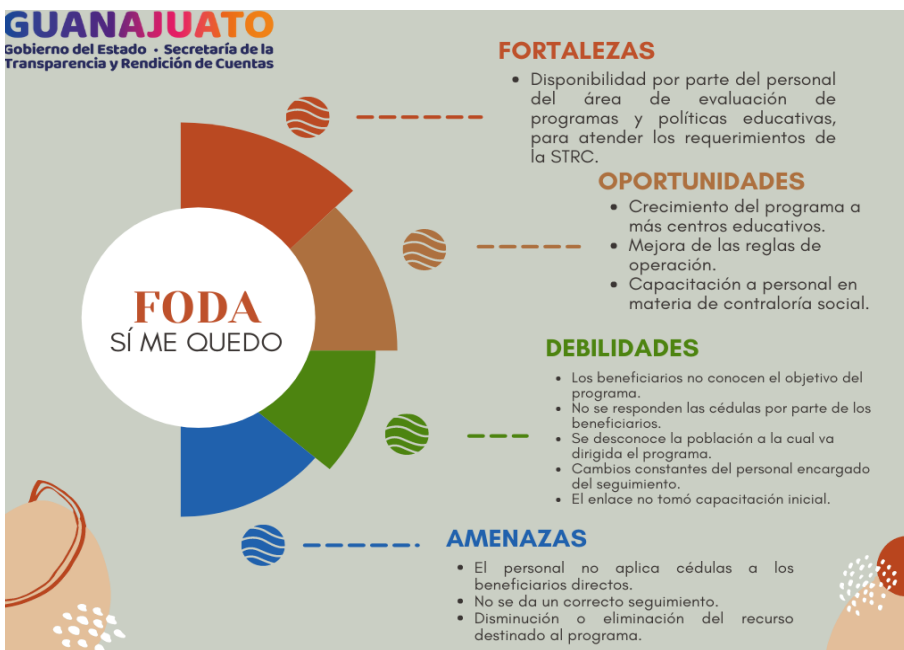 GUANAJUATO
Gobierno del Estado · Secretaría de la
Transparencia y Rendición de Cuentas
FORTALEZAS
• Disponibilidad por parte del personal
del área de evaluación de
programas y políticas educativas,
para atender los requerimientos de
la STRC.
OPORTUNIDADES
• Crecimiento del programa a
más centros educativos.
• Mejora de las reglas de
operación.
• Capacitación a personal en
materia de contraloría social.
FODA
SÍ ME QUEDO
DEBILIDADES
• Los beneficiarios no conocen el objetivo del
programa.
• No se responden las cédulas por parte de los
beneficiarios.
• Se desconoce la población a la cual va
dirigida el programa.
• Cambios constantes del personal encargado
del seguimiento.
• El enlace no tomó capacitación inicial.
AMENAZAS
• El personal no aplica cédulas a los
beneficiarios directos.
• No se da un correcto seguimiento.
• Disminución o eliminación del recurso
destinado al programa.